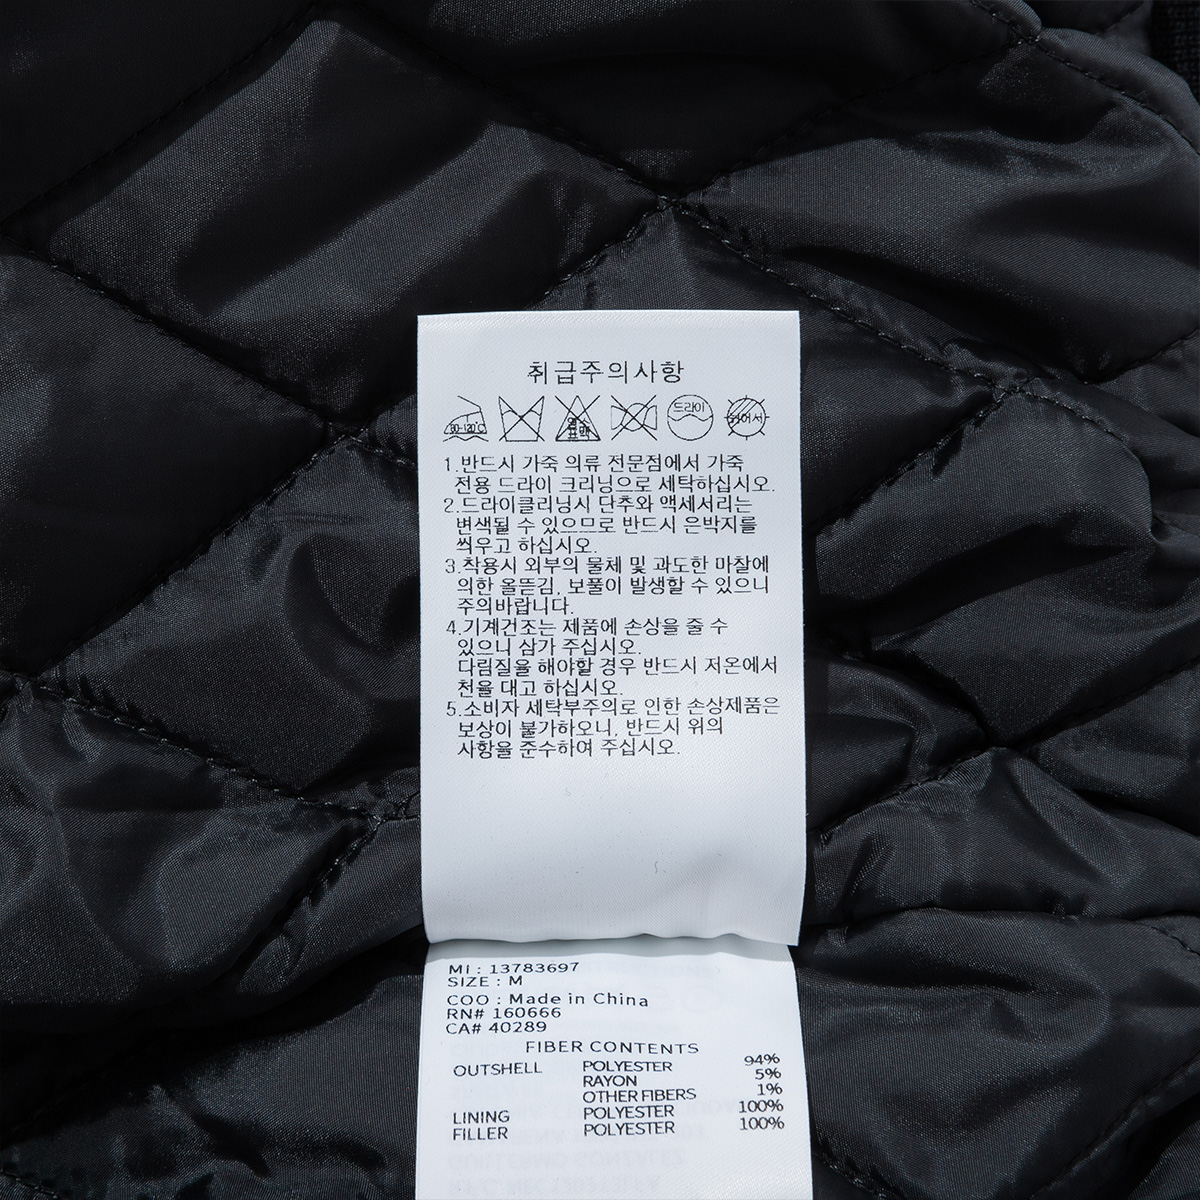 취급주의사항
80-120℃ 염소표백 드라이 뉘어서
1.반드시 가죽 의류 전문점에서 가죽
전용 드라이 크리닝으로 세탁하십시오.
2.드라이클리닝시 단추와 액세서리는
변색될 수 있으므로 반드시 은박지를
씌우고 하십시오.
3.착용시 외부의 물체 및 과도한 마찰에
의한 올뜯김, 보풀이 발생할 수 있으니
주의바랍니다.
4.기계건조는 제품에 손상을 줄 수
있으니 삼가 주십시오.
다림질을 해야할 경우 반드시 저온에서
천을 대고 하십시오.
5.소비자 세탁부주의로 인한 손상제품은
보상이 불가하오니, 반드시 위의
사항을 준수하여 주십시오.
MI : 13783697
SIZE : M
COO : Made in China
RN# 160666
CA# 40289
FIBER CONTENTS
OUTSHELL POLYESTER 94%
RAYON 5%
OTHER FIBERS 1%
LINING POLYESTER 100%
FILLER POLYESTER 100%